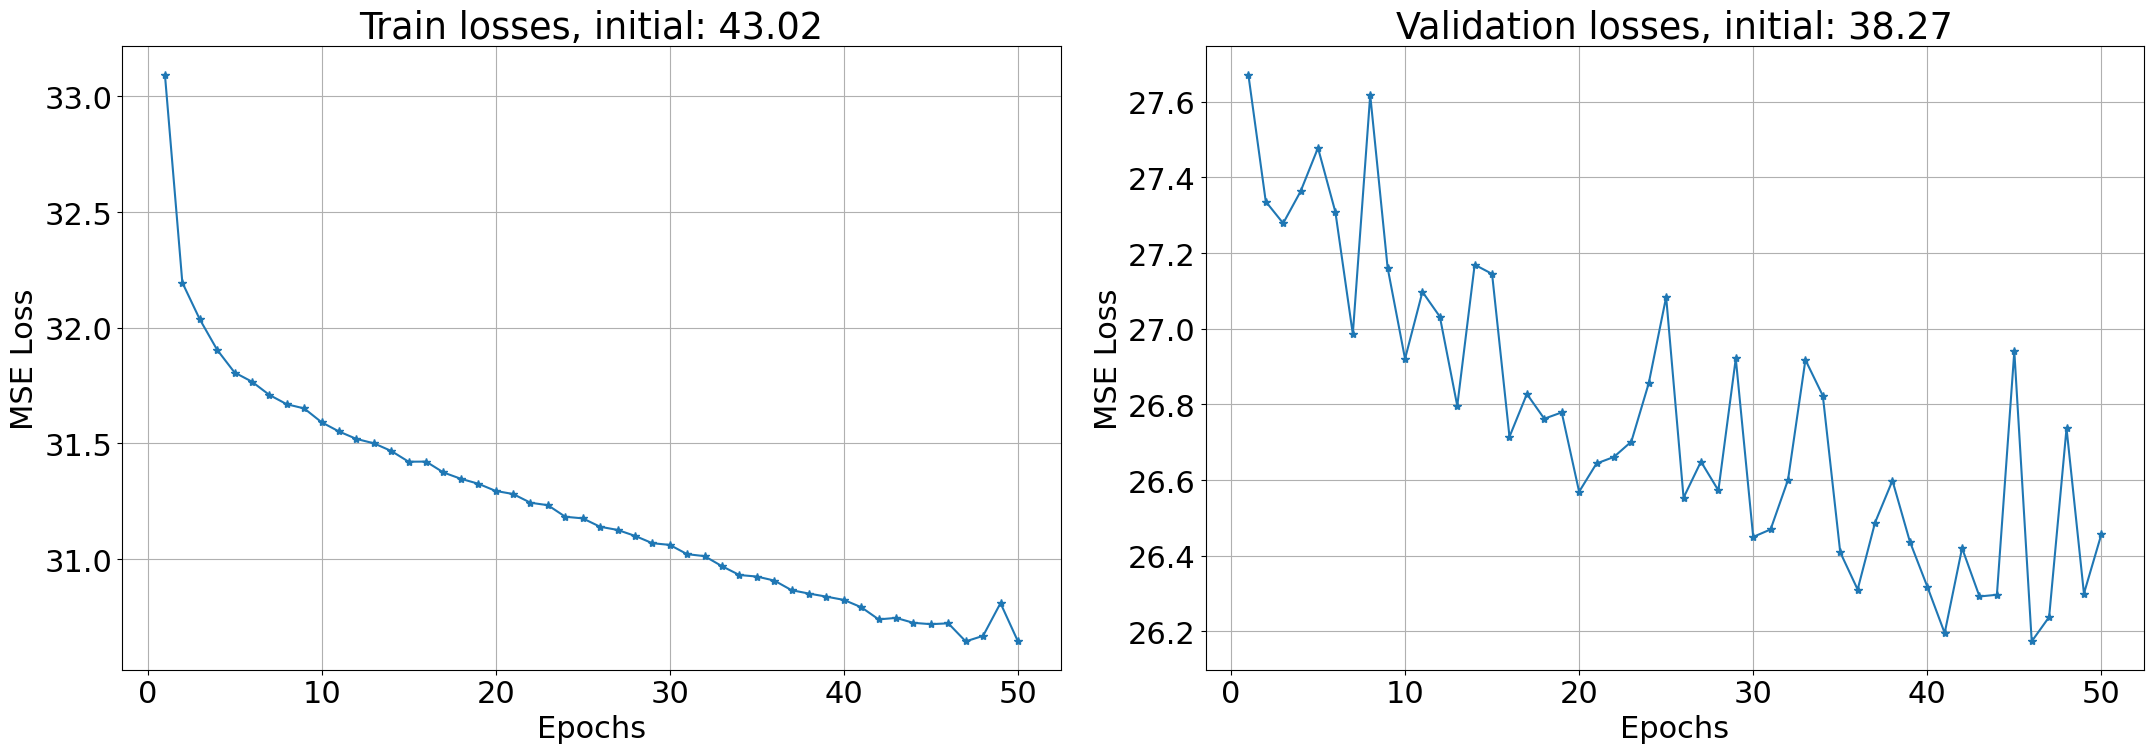 Train losses, initial: 43.02
33.0
32.5
32.0
31.5
31.0
MSE Loss
0 10 20 30 40 50
Epochs
Validation losses, initial: 38.27
27.6
27.4
27.2
27.0
26.8
26.6
26.4
26.2
MSE Loss
0 10 20 30 40 50
Epochs